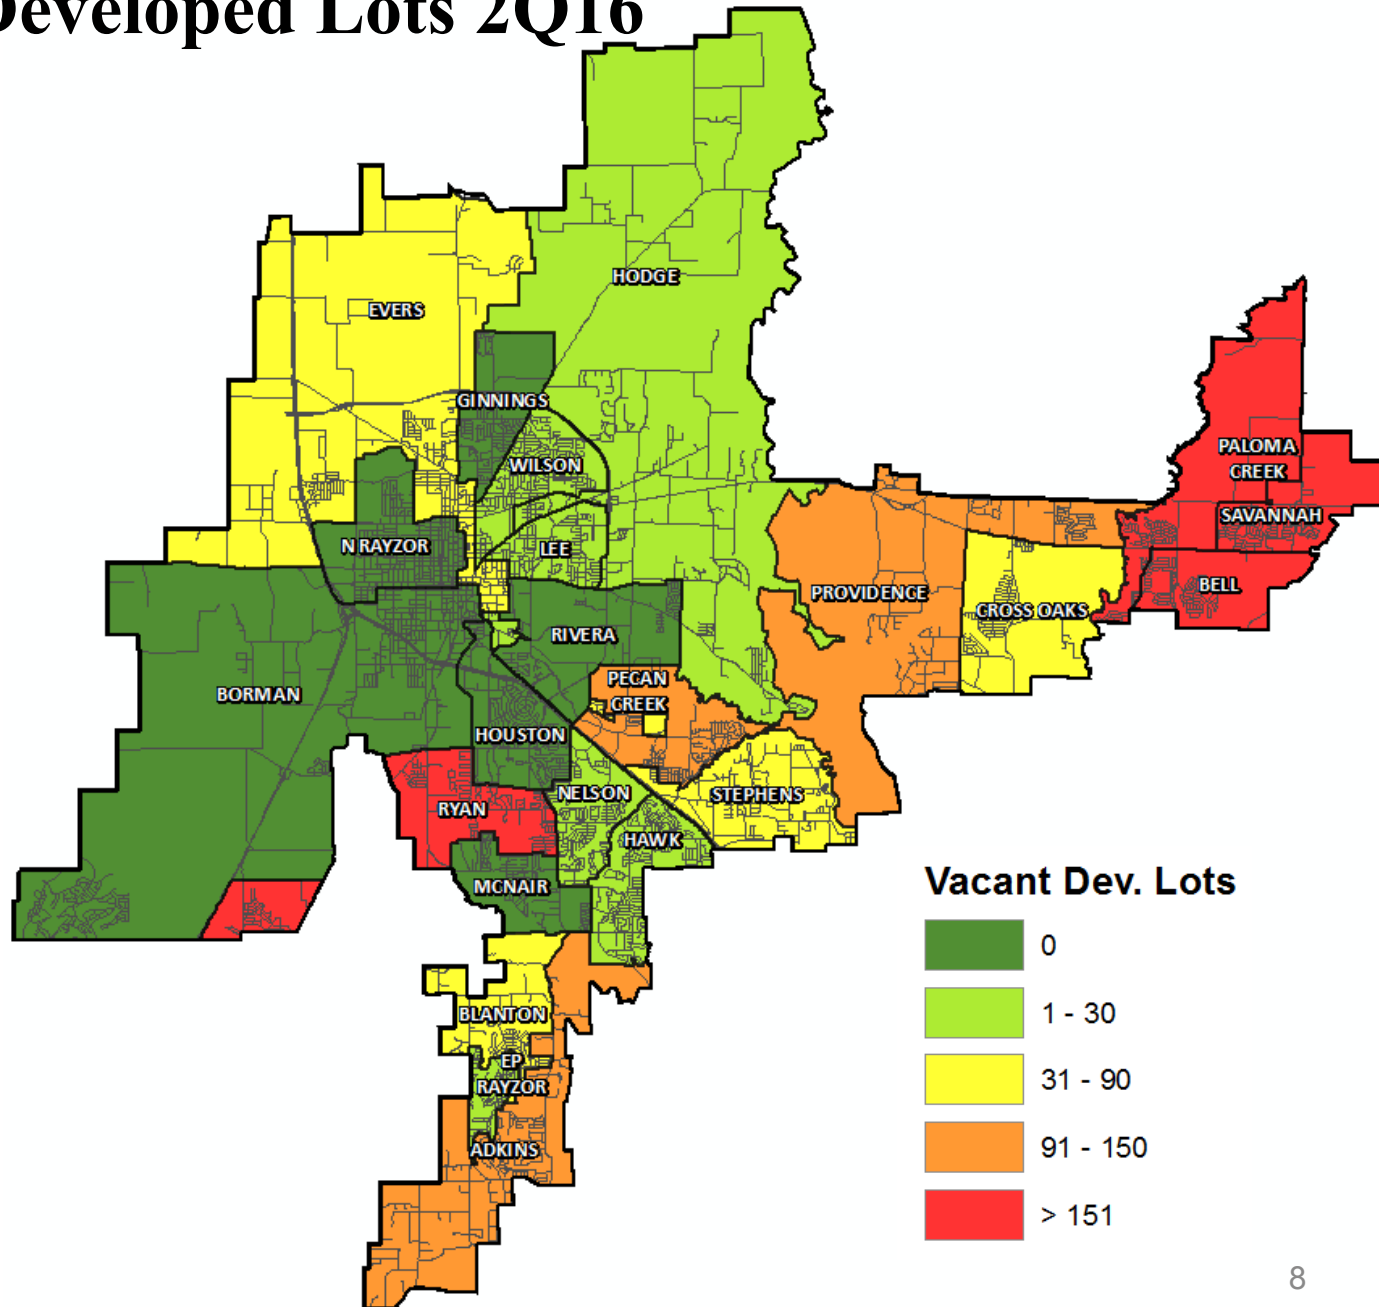 Developed Lots 2Q16
HODGE
EVERS
GINNINGS
WILSON
PALOMA
CREEK
SAVANNAH
N RAYZOR
LEE
BELL
PROVIDENCE
CROSS OAKS
RIVERA
PECAN
CREEK
BORMAN
HOUSTON
NELSON
STEPHENS
RYAN
HAWK
MCNAIR
BLANTON
EP
RAYZOR
ADKINS
Vacant Dev. Lots
0
1 - 30
31 - 90
91 - 150
> 151
8